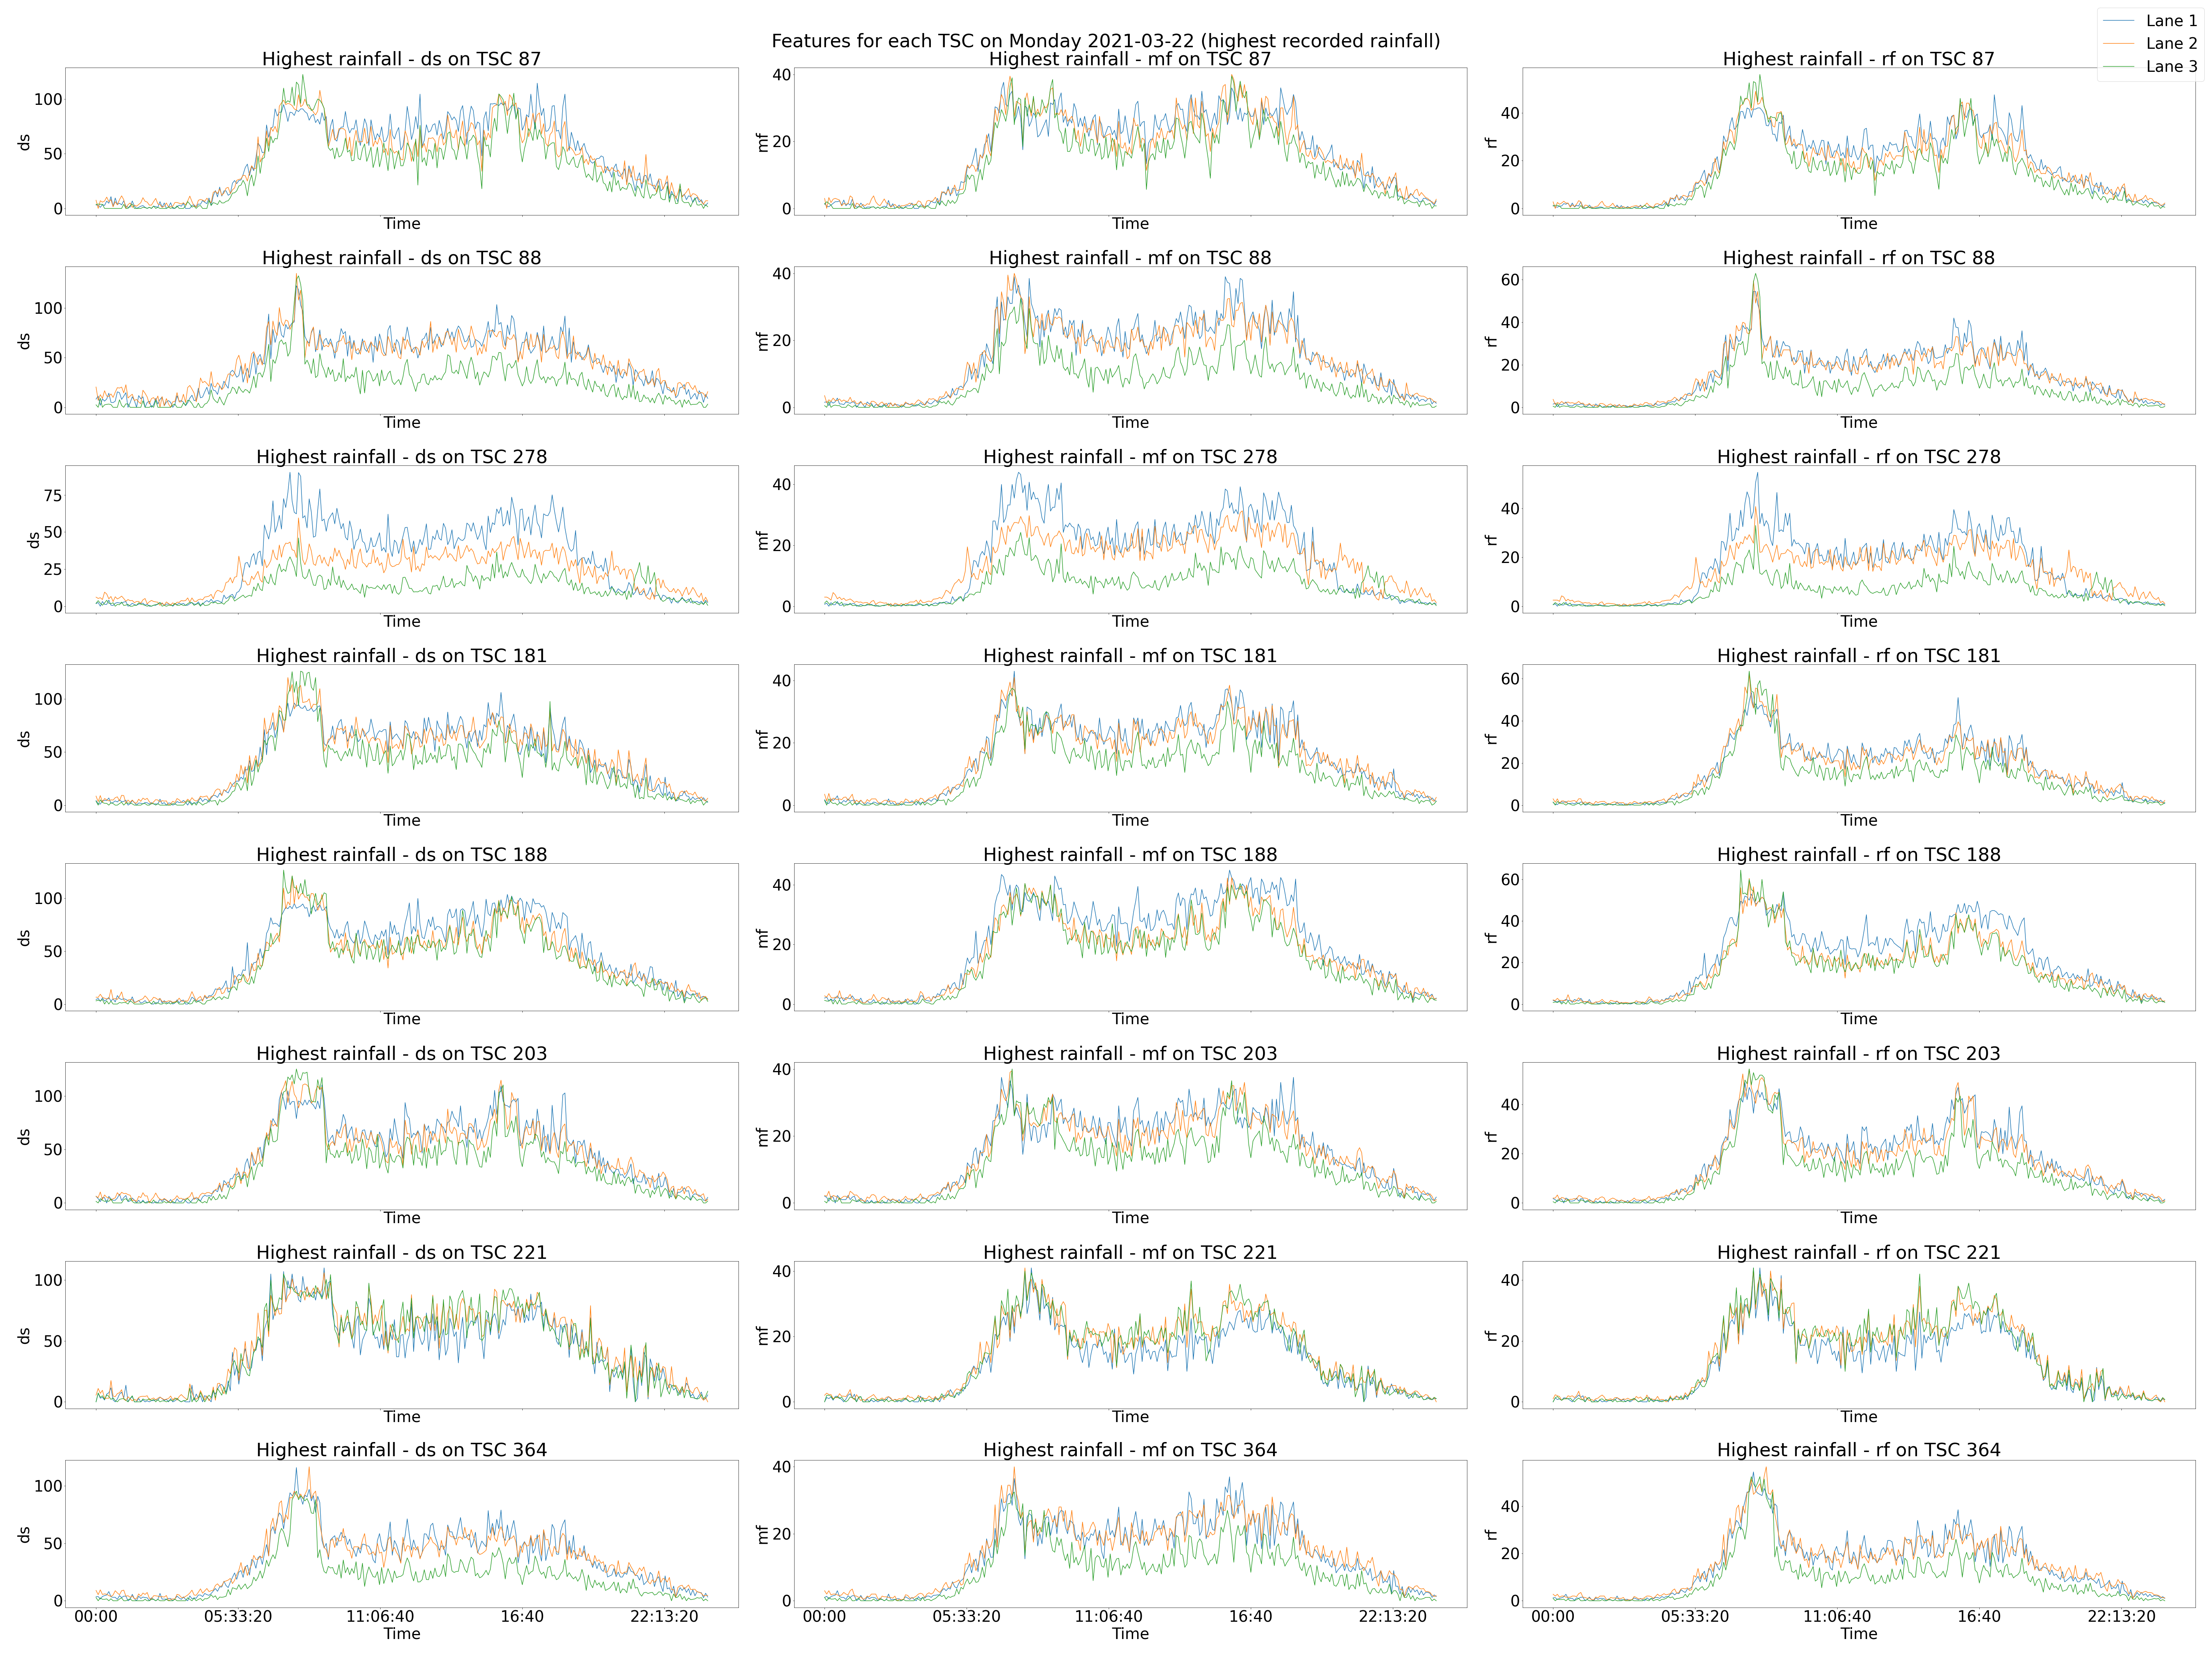 Features for each TSC on Monday 2021-03-22 (highest recorded rainfall)
Lane 1
Lane 2
Lane 3
Highest rainfall - ds on TSC 87
100
50
0
ds
Time
Highest rainfall - mf on TSC 87
40
20
0
mf
Time
Highest rainfall - rf on TSC 87
40
20
0
rf
Time
Highest rainfall - ds on TSC 88
100
50
0
ds
Time
Highest rainfall - mf on TSC 88
40
20
0
mf
Time
Highest rainfall - rf on TSC 88
60
40
20
0
rf
Time
Highest rainfall - ds on TSC 278
75
50
25
0
ds
Time
Highest rainfall - mf on TSC 278
40
20
0
mf
Time
Highest rainfall - rf on TSC 278
40
20
0
rf
Time
Highest rainfall - ds on TSC 181
100
50
0
ds
Time
Highest rainfall - mf on TSC 181
40
20
0
mf
Time
Highest rainfall - rf on TSC 181
60
40
20
0
rf
Time
Highest rainfall - ds on TSC 188
100
50
0
ds
Time
Highest rainfall - mf on TSC 188
40
20
0
mf
Time
Highest rainfall - rf on TSC 188
60
40
20
0
rf
Time
Highest rainfall - ds on TSC 203
100
50
0
ds
Time
Highest rainfall - mf on TSC 203
40
20
0
mf
Time
Highest rainfall - rf on TSC 203
40
20
0
rf
Time
Highest rainfall - ds on TSC 221
100
50
0
ds
Time
Highest rainfall - mf on TSC 221
40
20
0
mf
Time
Highest rainfall - rf on TSC 221
40
20
0
rf
Time
Highest rainfall - ds on TSC 364
100
50
0
ds
00:00 05:33:20 11:06:40 16:40 22:13:20
Time
Highest rainfall - mf on TSC 364
40
20
0
mf
00:00 05:33:20 11:06:40 16:40 22:13:20
Time
Highest rainfall - rf on TSC 364
40
20
0
rf
00:00 05:33:20 11:06:40 16:40 22:13:20
Time